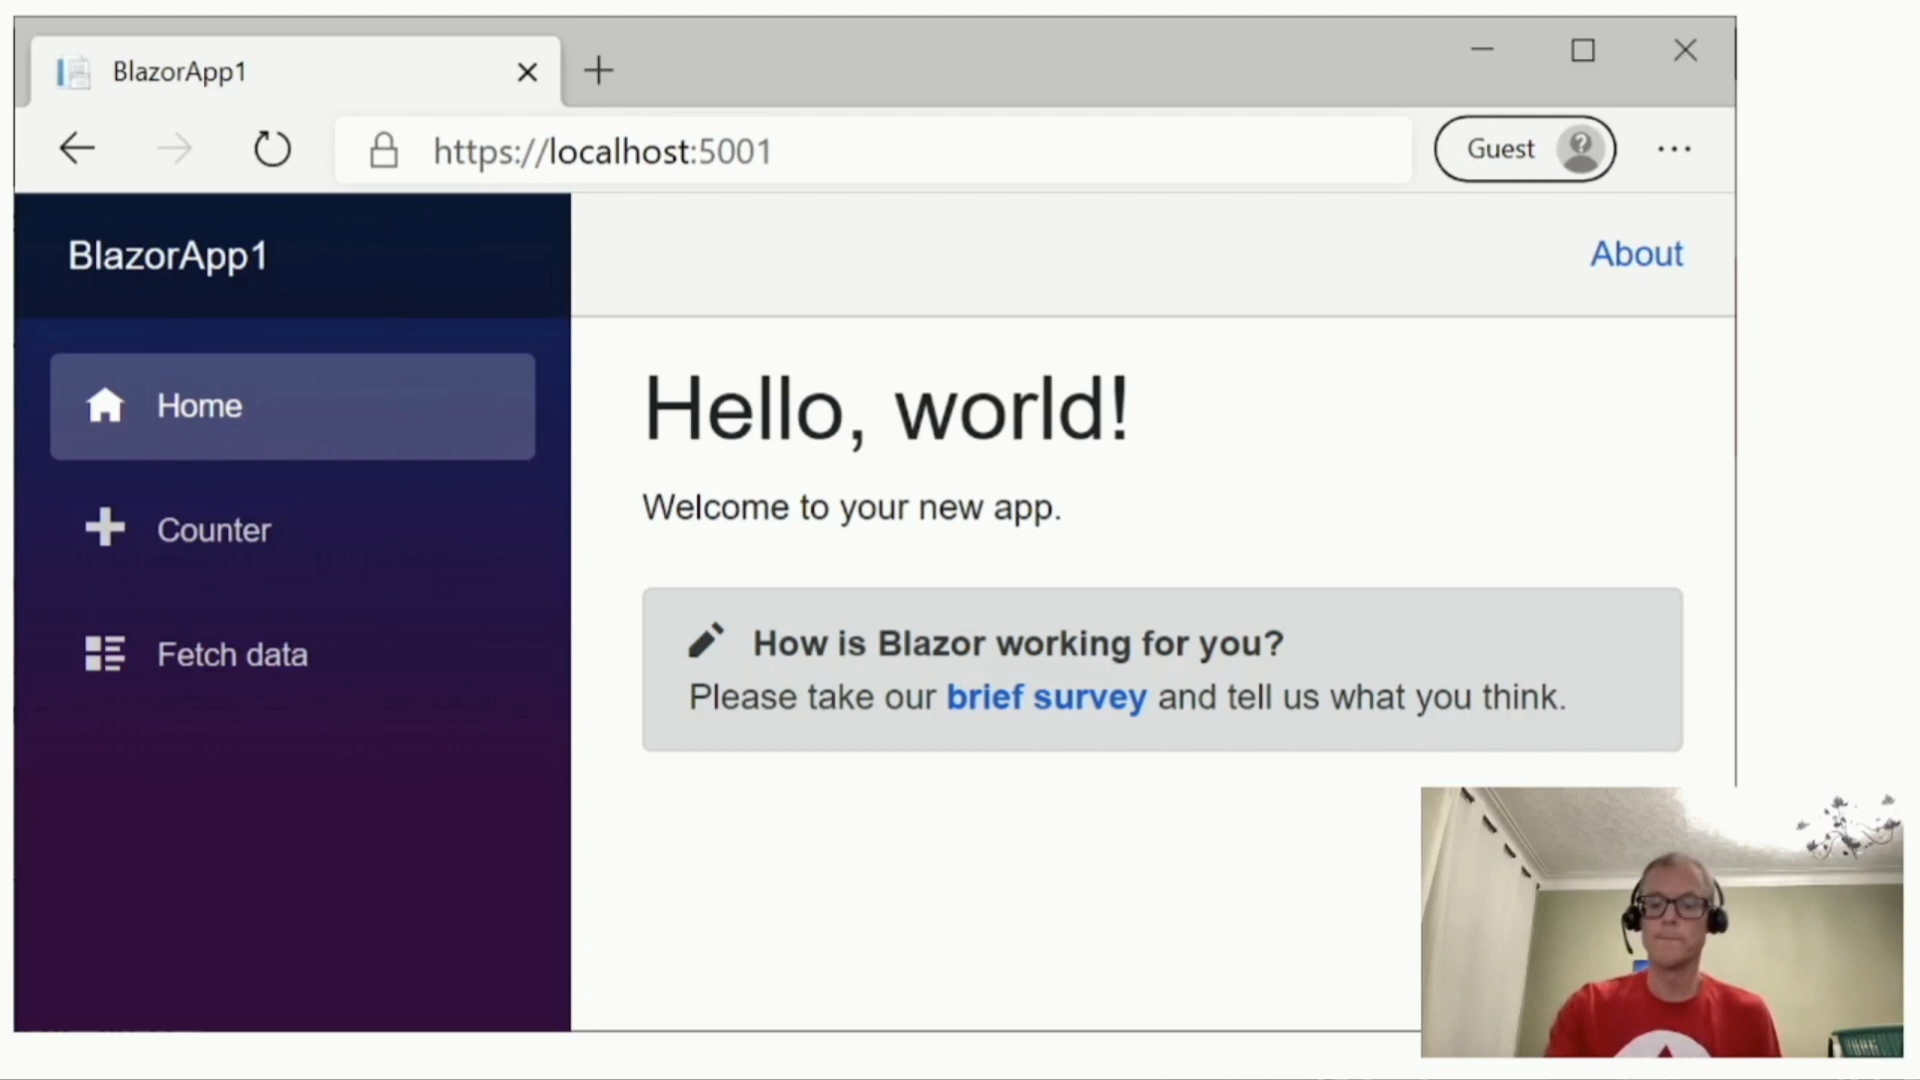 BlazorApp1
https://localhost:5001
Guest
BlazorApp1
About
Home
Counter
Fetch data
Hello, world!
Welcome to your new app.
How is Blazor working for you?
Please take our brief survey and tell us what you think.